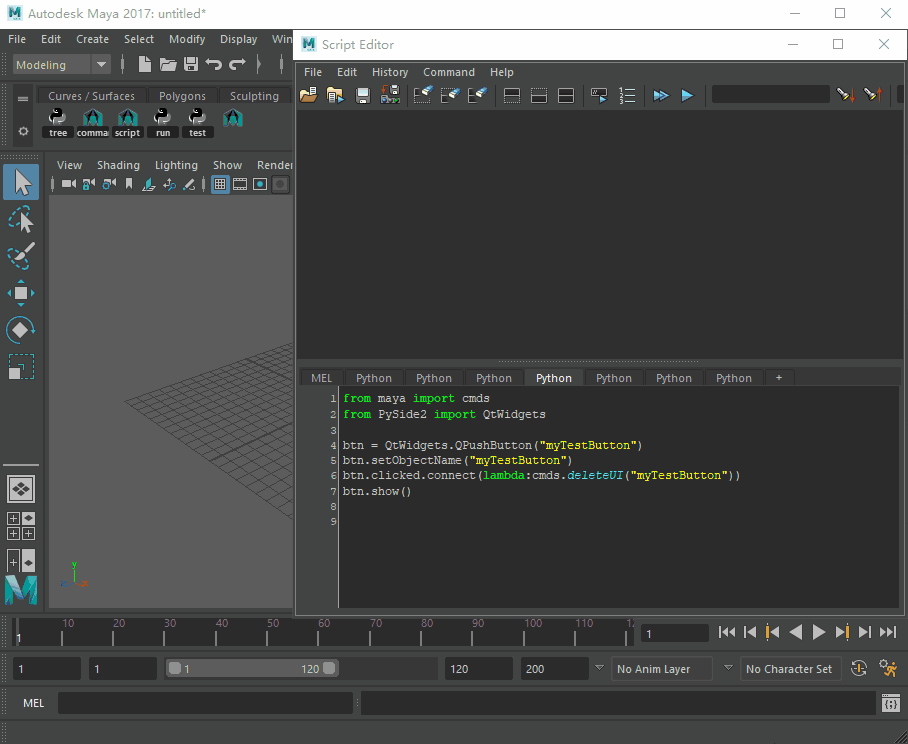 Autodesk Maya 2017: untitled*
File Edit Create Select Modify Display Win
Modeling
Curves / Surfaces Polygons Sculpting
tree comma script run test
View Shading Lighting Show Render
Script Editor
File Edit History Command Help
MEL Python Python Python Python Python Python Python +
1 from maya import cmds
2 from PySide2 import QtWidgets
3
4 btn = QtWidgets.QPushButton("myTestButton")
5 btn.setObjectName("myTestButton")
6 btn.clicked.connect(lambda:cmds.deleteUI("myTestButton"))
7 btn.show()
8
9
y
1 10 20 30 40 50 60 70 80 90 100 110 1
1
1 1 1 120 120 200 No Anim Layer No Character Set
MEL